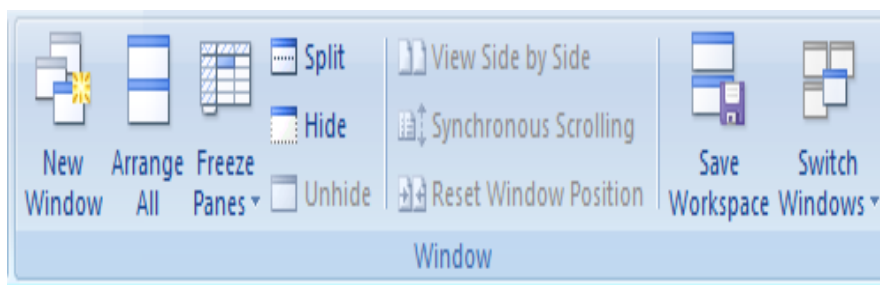 New
Window
Arrange
All
Freeze
Panes
Split
Hide
Unhide
View Side by Side
Synchronous Scrolling
Reset Window Position
Save
Workspace
Switch
Windows
Window